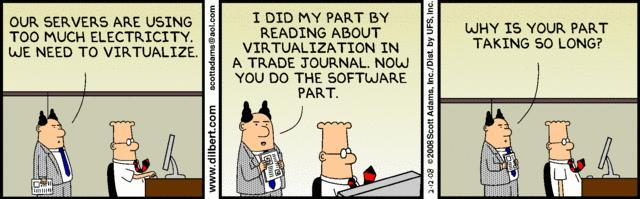 OUR SERVERS ARE USING
TOO MUCH ELECTRICITY.
WE NEED TO VIRTUALIZE.
www.dilbert.com
scottadams@aol.com
I DID MY PART BY
READING ABOUT
VIRTUALIZATION IN
A TRADE JOURNAL. NOW
YOU DO THE SOFTWARE
PART.
2-12-08 © 2008 Scott Adams, Inc./Dist. by UFS, Inc.
WHY IS YOUR PART
TAKING SO LONG?